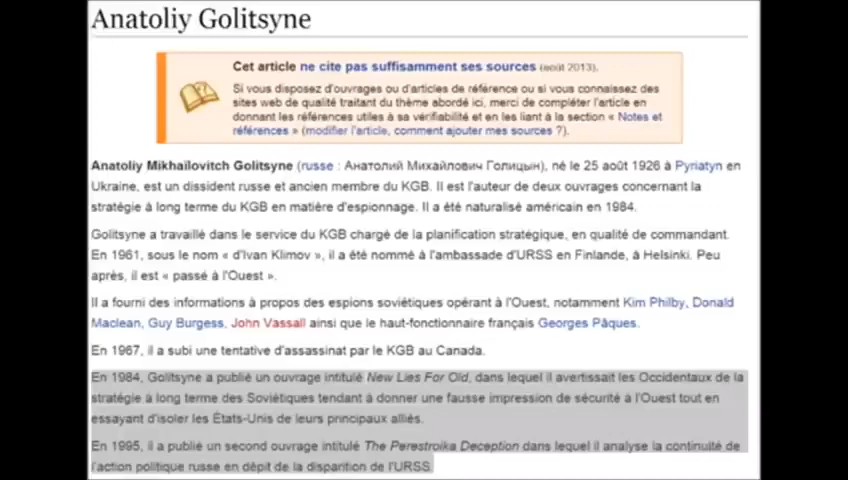 Anatoliy Golitsyne
Cet article ne cite pas suffisamment ses sources (août 2013).
Si vous disposez d'ouvrages ou d'articles de référence ou si vous connaissez des
sites web de qualité traitant du thème abordé ici, merci de compléter l'article en
donnant les références utiles à sa vérifiabilité et en les liant à la section « Notes et
références » (modifier l'article, comment ajouter mes sources ?).
Anatoliy Mikhaïlovitch Golitsyne (russe : Анатолий Михайлович Голицын), né le 25 août 1926 à Pyriatyn en
Ukraine, est un dissident russe et ancien membre du KGB. Il est l'auteur de deux ouvrages concernant la
stratégie à long terme du KGB en matière d'espionnage. Il a été naturalisé américain en 1984.
Golitsyne a travaillé dans le service du KGB chargé de la planification stratégique, en qualité de commandant.
En 1961, sous le nom « d'Ivan Klimov », il a été nommé à l'ambassade d'URSS en Finlande, à Helsinki. Peu
après, il est « passé à l'Ouest ».
Il a fourni des informations à propos des espions soviétiques opérant à l'Ouest, notamment Kim Philby, Donald
Maclean, Guy Burgess, John Vassall ainsi que le haut-fonctionnaire français Georges Pâques.
En 1967, il a subi une tentative d'assassinat par le KGB au Canada.
En 1984, Golitsyne a publié un ouvrage intitulé New Lies For Old, dans lequel il avertissait les Occidentaux de la
stratégie à long terme des Soviétiques tendant à donner une fausse impression de sécurité à l'Ouest tout en
essayant d'isoler les États-Unis de leurs principaux alliés.
En 1995, il a publié un second ouvrage intitulé The Perestroika Deception dans lequel il analyse la continuité de
l'action politique russe en dépit de la disparition de l'URSS.